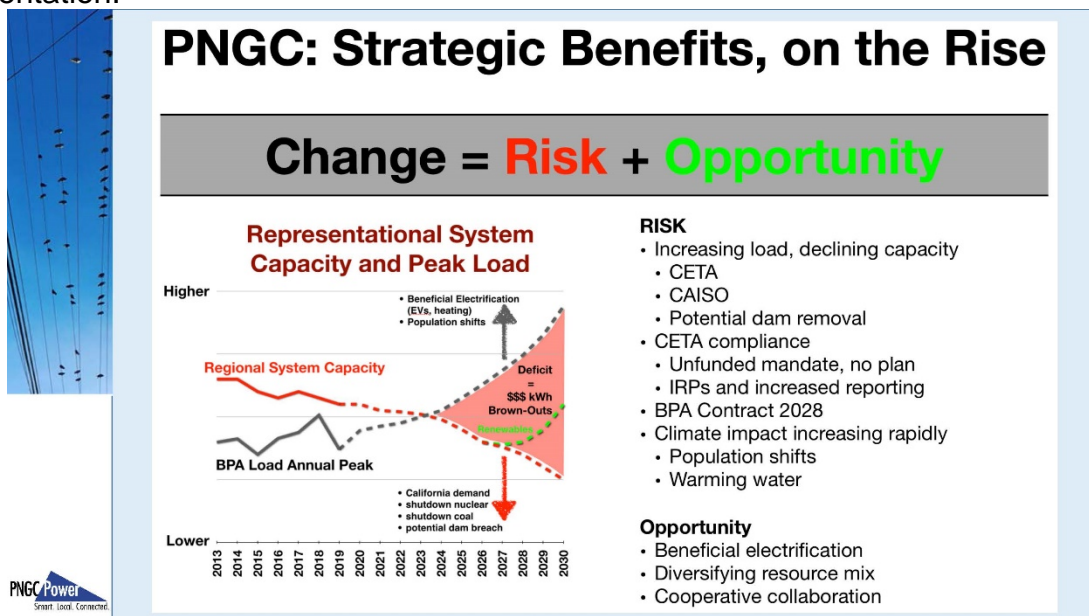 entation.
PNGC: Strategic Benefits, on the Rise
Change = Risk + Opportunity
Representational System
Capacity and Peak Load
Higher
• Beneficial Electrification
(EVs, heating)
• Population shifts
Regional System Capacity
Deficit
=
$$$ kWh
Brown-Outs
Renewables
BPA Load Annual Peak
• California demand
• shutdown nuclear
• shutdown coal
• potential dam breach
Lower
2013 2014 2015 2016 2017 2018 2019 2020 2021 2022 2023 2024 2025 2026 2027 2028 2029 2030
RISK
• Increasing load, declining capacity
• CETA
• CAISO
• Potential dam removal
• CETA compliance
• Unfunded mandate, no plan
• IRPs and increased reporting
• BPA Contract 2028
• Climate impact increasing rapidly
• Population shifts
• Warming water
Opportunity
• Beneficial electrification
• Diversifying resource mix
• Cooperative collaboration
PNGC Power
Smart. Local. Connected.